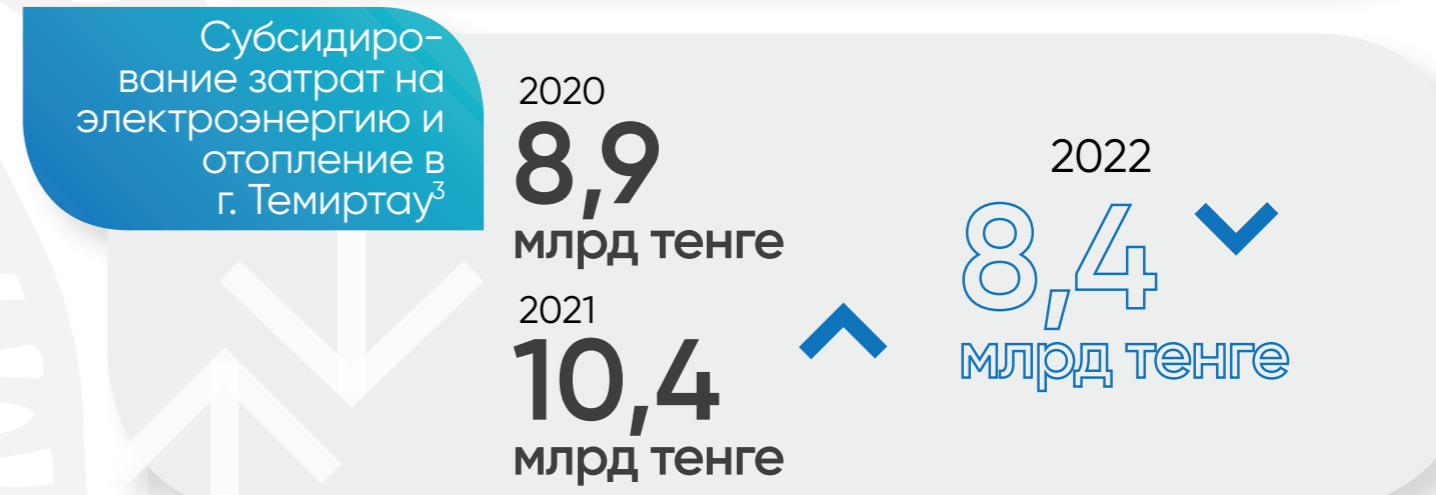 Субсидиро-
вание затрат на
электроэнергию и
отопление в
г. Темиртау³
2020
8,9
млрд тенге
2021
10,4
млрд тенге
2022
8,4
млрд тенге